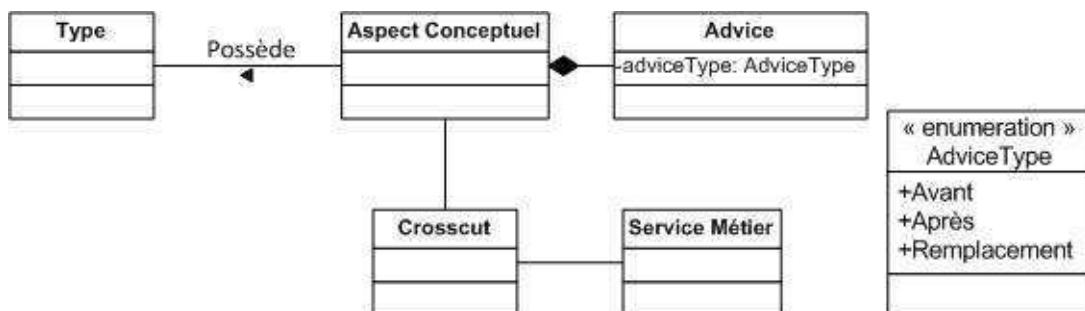 Type
Possède
Aspect Conceptuel
Advice
-adviceType: AdviceType
« enumeration »
AdviceType
+Avant
+Après
+Remplacement
Crosscut
Service Métier